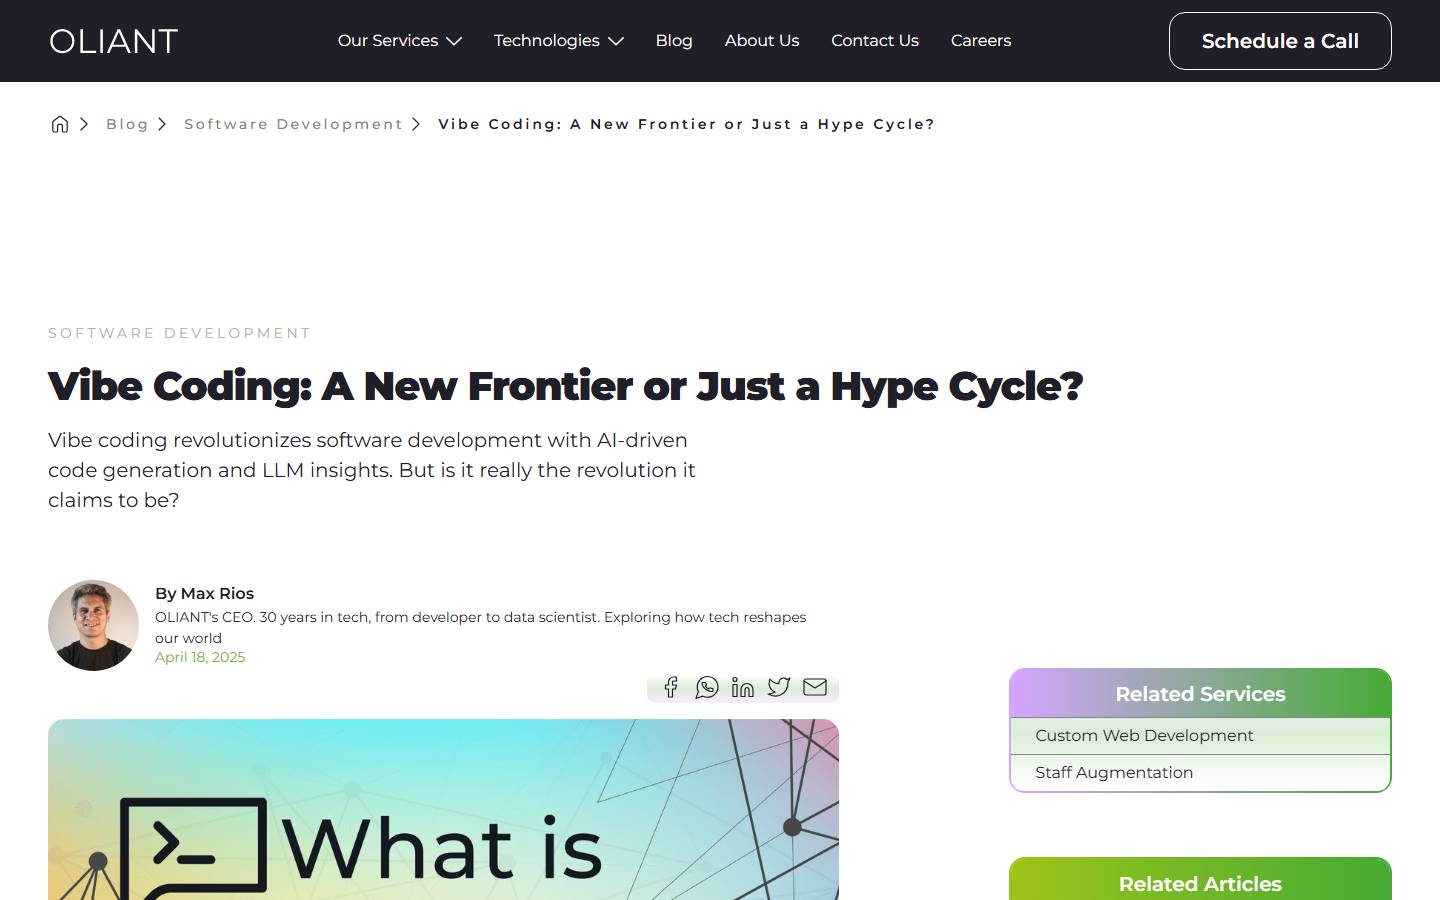 OLIANT
Our Services
Technologies
Blog
About Us
Contact Us
Careers
Schedule a Call
Blog
Software Development
Vibe Coding: A New Frontier or Just a Hype Cycle?
SOFTWARE DEVELOPMENT
Vibe Coding: A New Frontier or Just a Hype Cycle?
Vibe coding revolutionizes software development with AI-driven
code generation and LLM insights. But is it really the revolution it
claims to be?
By Max Rios
OLIANT's CEO. 30 years in tech, from developer to data scientist. Exploring how tech reshapes
our world
April 18, 2025
Related Services
Custom Web Development
Staff Augmentation
What is
Related Articles